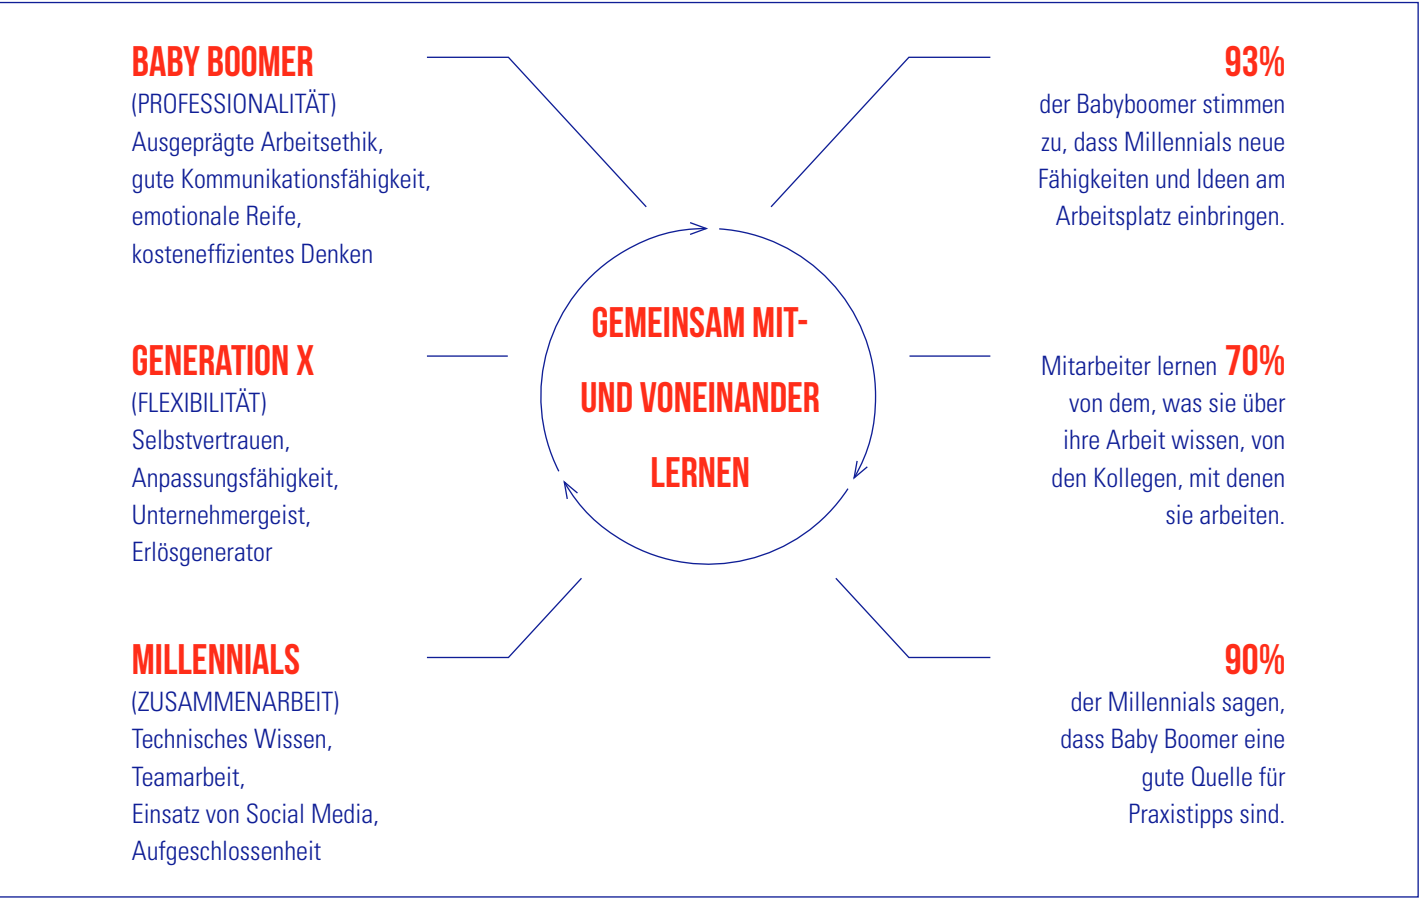 BABY BOOMER
(PROFESSIONALITÄT)
Ausgeprägte Arbeitsethik,
gute Kommunikationsfähigkeit,
emotionale Reife,
kosteneffizientes Denken
GENERATION X
(FLEXIBILITÄT)
Selbstvertrauen,
Anpassungsfähigkeit,
Unternehmergeist,
Erlösgenerator
MILLENNIALS
(ZUSAMMENARBEIT)
Technisches Wissen,
Teamarbeit,
Einsatz von Social Media,
Aufgeschlossenheit
GEMEINSAM MIT-
UND VONEINANDER
LERNEN
93%
der Babyboomer stimmen
zu, dass Millennials neue
Fähigkeiten und Ideen am
Arbeitsplatz einbringen.
Mitarbeiter lernen 70%
von dem, was sie über
ihre Arbeit wissen, von
den Kollegen, mit denen
sie arbeiten.
90%
der Millennials sagen,
dass Baby Boomer eine
gute Quelle für
Praxistipps sind.